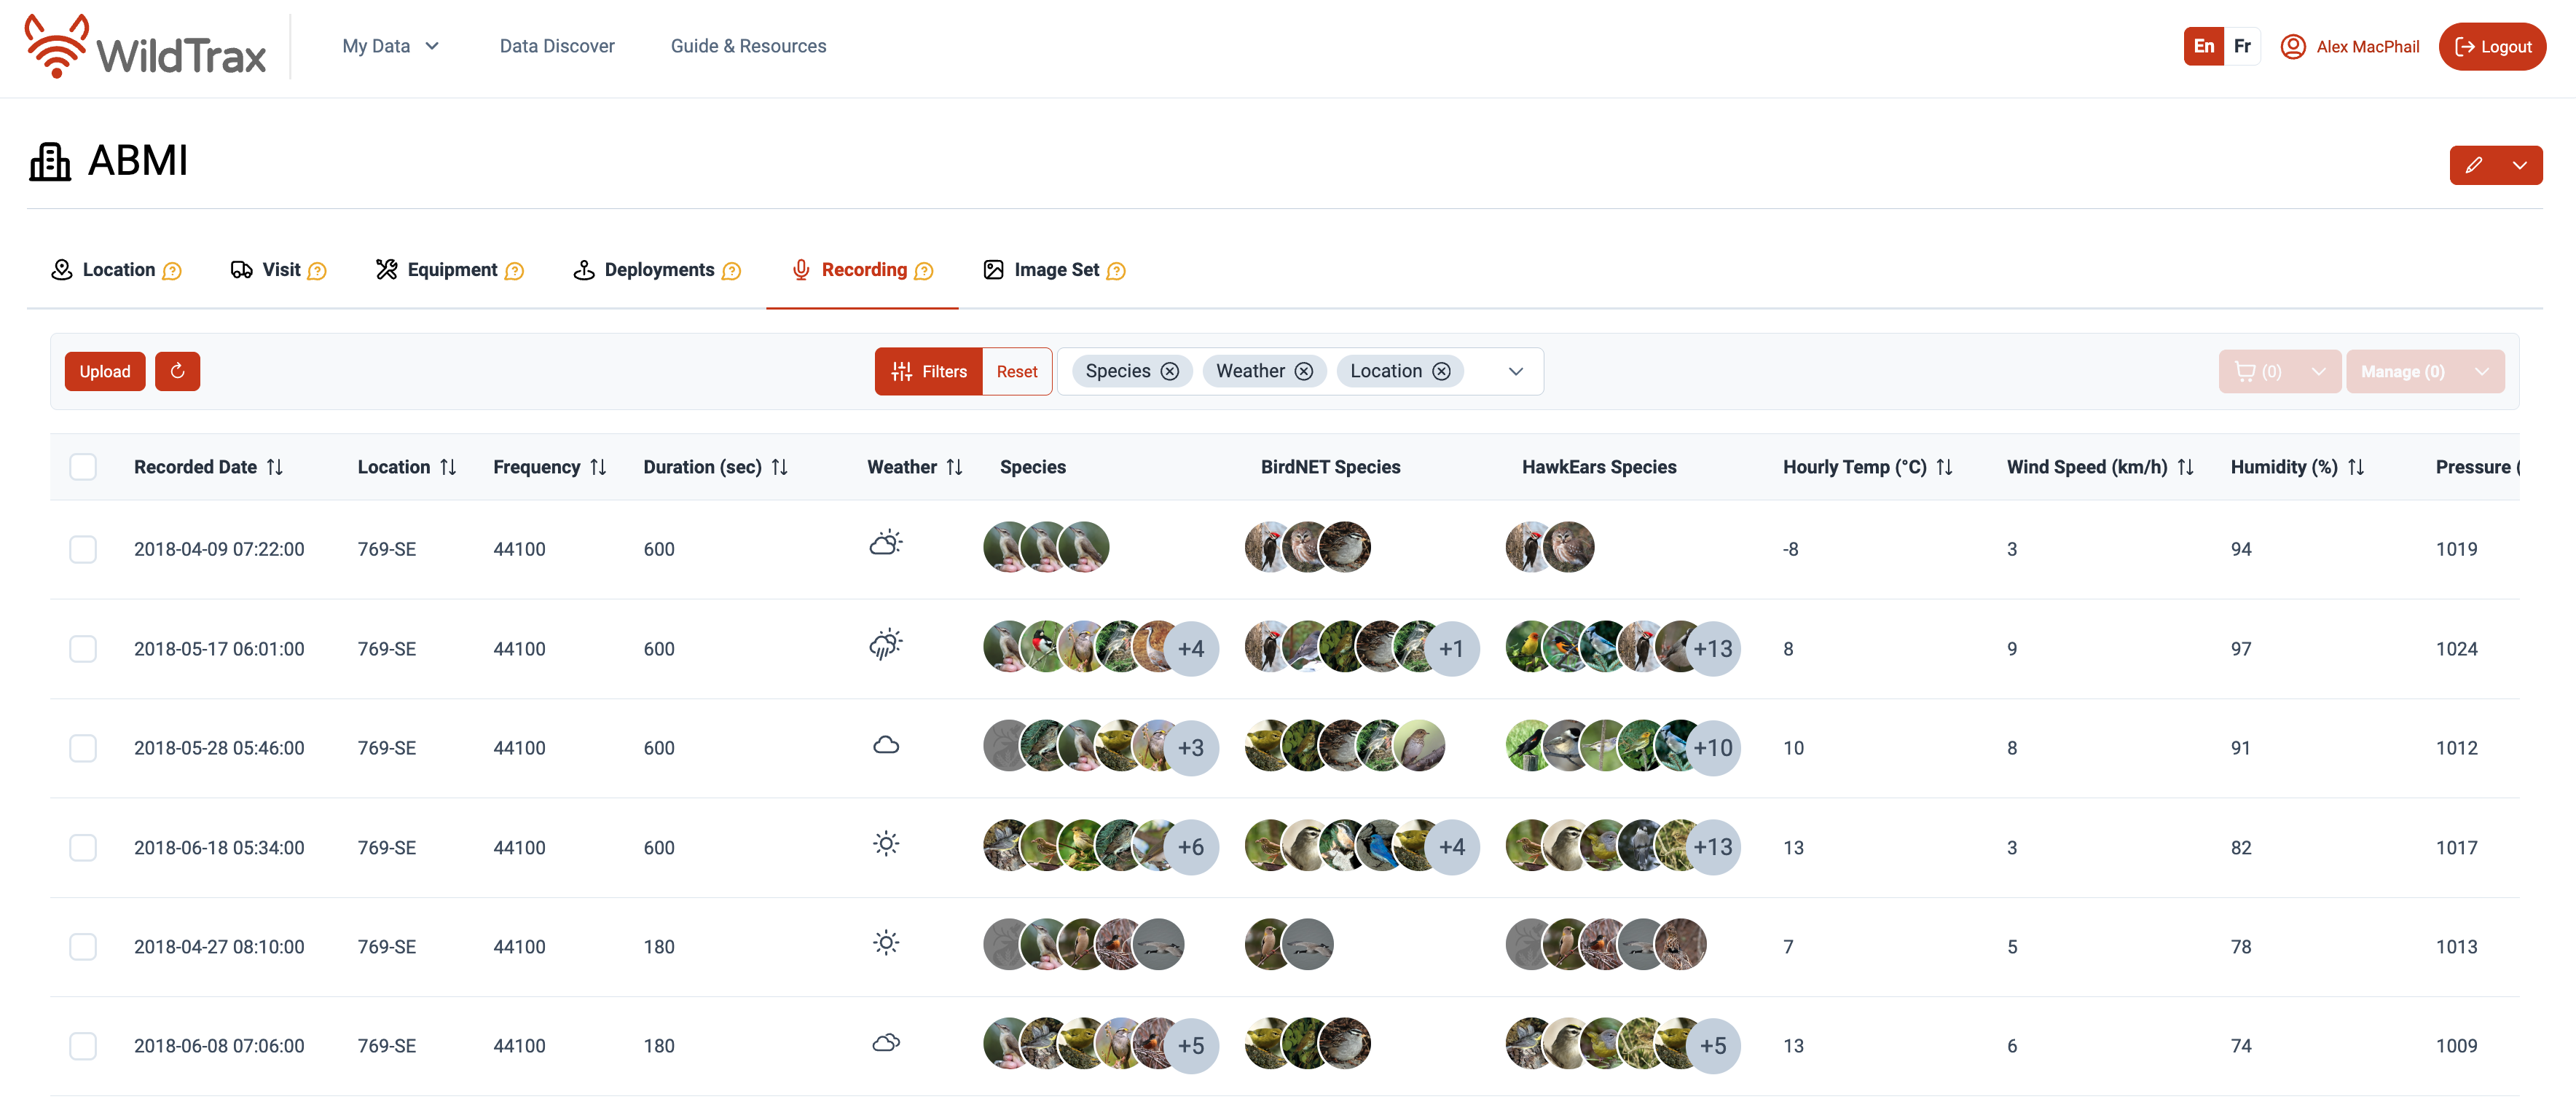 WildTrax
My Data
Data Discover
Guide & Resources
En Fr
Alex MacPhail
Logout
ABMI
Location ?
Visit ?
Equipment ?
Deployments ?
Recording ?
Image Set ?
Upload
Filters
Reset
Species
Weather
Location
(0)
Manage (0)
Recorded Date Location Frequency Duration (sec) Weather Species BirdNET Species HawkEars Species Hourly Temp (°C) Wind Speed (km/h) Humidity (%) Pressure (
2018-04-09 07:22:00 769-SE 44100 600 -8 3 94 1019
2018-05-17 06:01:00 769-SE 44100 600 +4 +1 +13 8 9 97 1024
2018-05-28 05:46:00 769-SE 44100 600 +3 +10 10 8 91 1012
2018-06-18 05:34:00 769-SE 44100 600 +6 +4 +13 13 3 82 1017
2018-04-27 08:10:00 769-SE 44100 180 7 5 78 1013
2018-06-08 07:06:00 769-SE 44100 180 +5 +5 13 6 74 1009